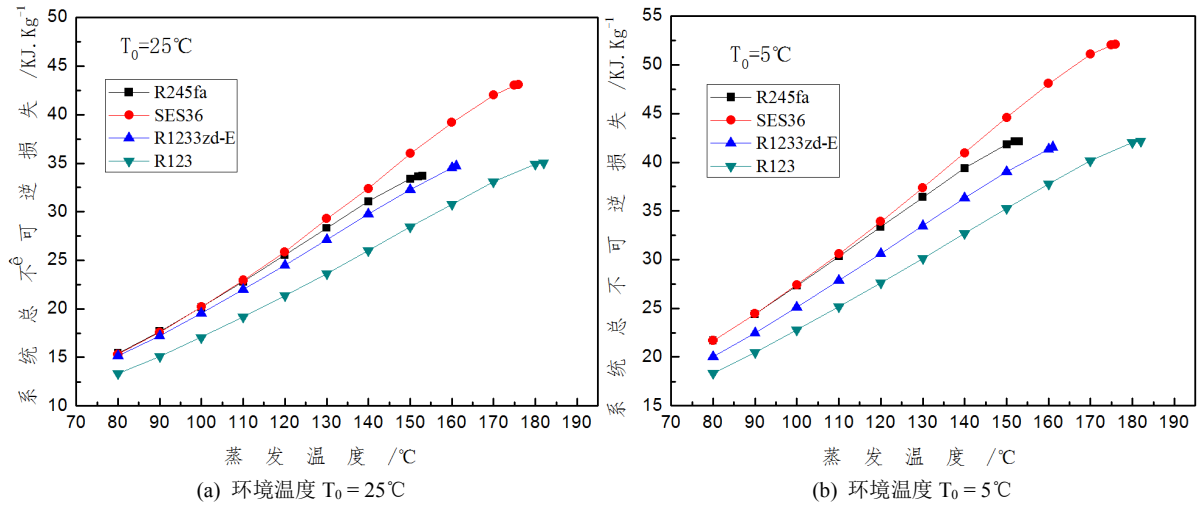 50
45
40
35
30
25
20
15
10
系统总不ê可逆损失 /KJ.Kg⁻¹
T₀=25℃
R245fa
SES36
R1233zd-E
R123
70 80 90 100 110 120 130 140 150 160 170 180 190
蒸发温度 /℃
(a) 环境温度 T₀ = 25℃
55
50
45
40
35
30
25
20
15
系统总不可逆损失 /KJ.Kg⁻¹
T₀=5℃
R245fa
SES36
R1233zd-E
R123
70 80 90 100 110 120 130 140 150 160 170 180 190
蒸发温度 /℃
(b) 环境温度 T₀ = 5℃